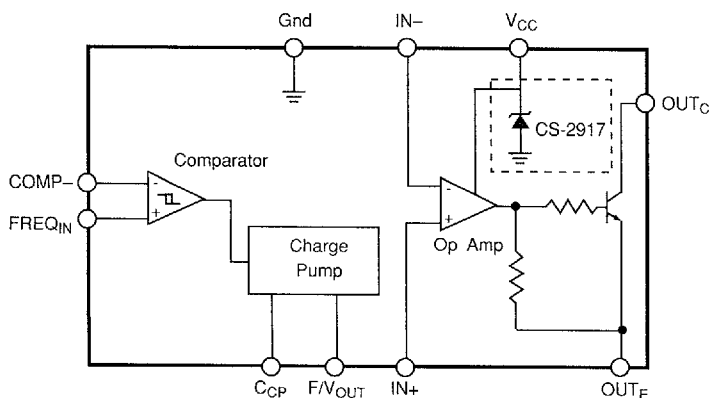 Gnd
IN−
VCC
CS-2917
OUTC
Comparator
COMP−
-
+
FREQIN
-
+
Op Amp
Charge
Pump
CCP
F/VOUT
IN+
OUTE